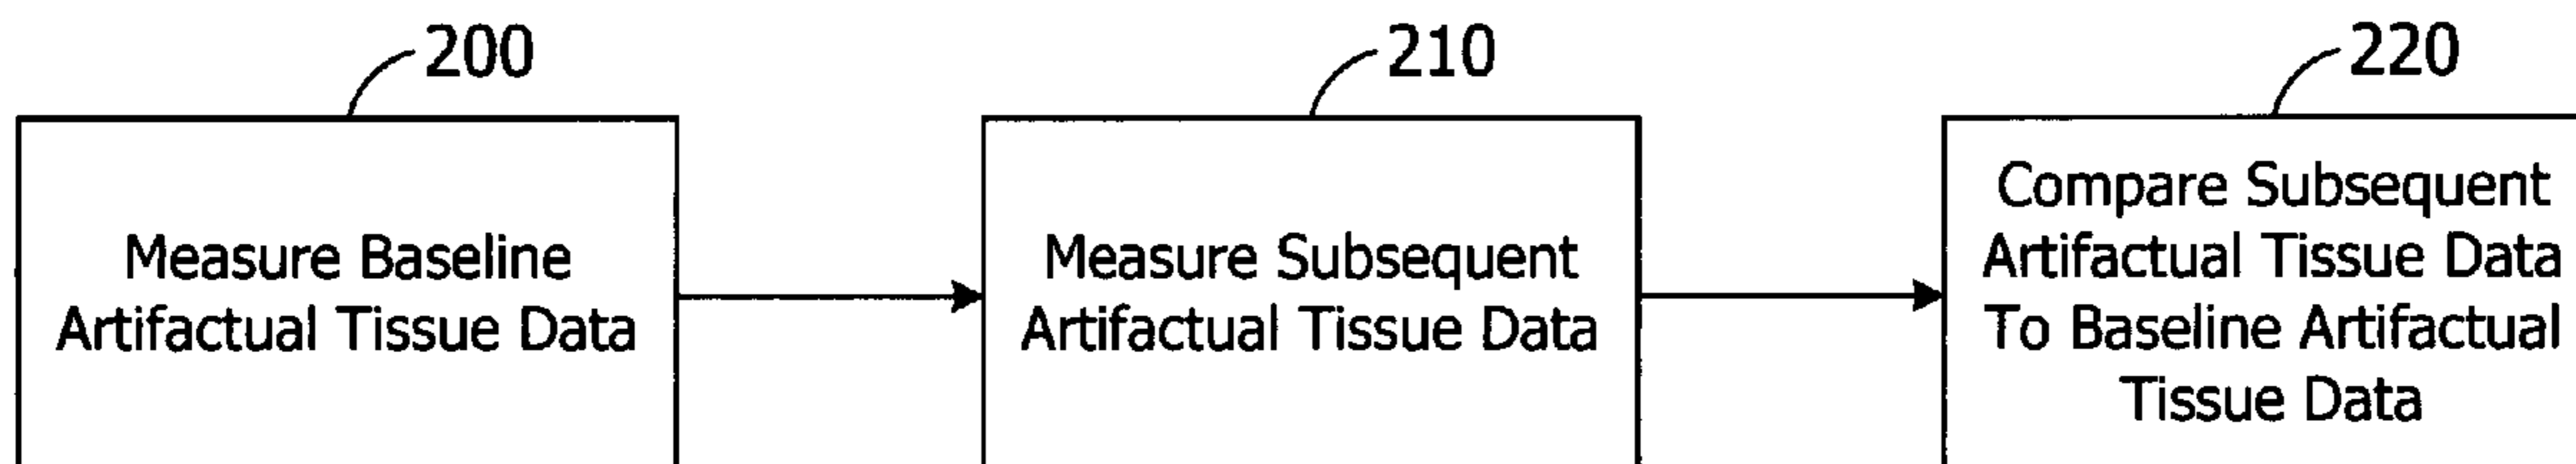 200
210
220
Measure Baseline
Artifactual Tissue Data
Measure Subsequent
Artifactual Tissue Data
Compare Subsequent
Artifactual Tissue Data
To Baseline Artifactual
Tissue Data